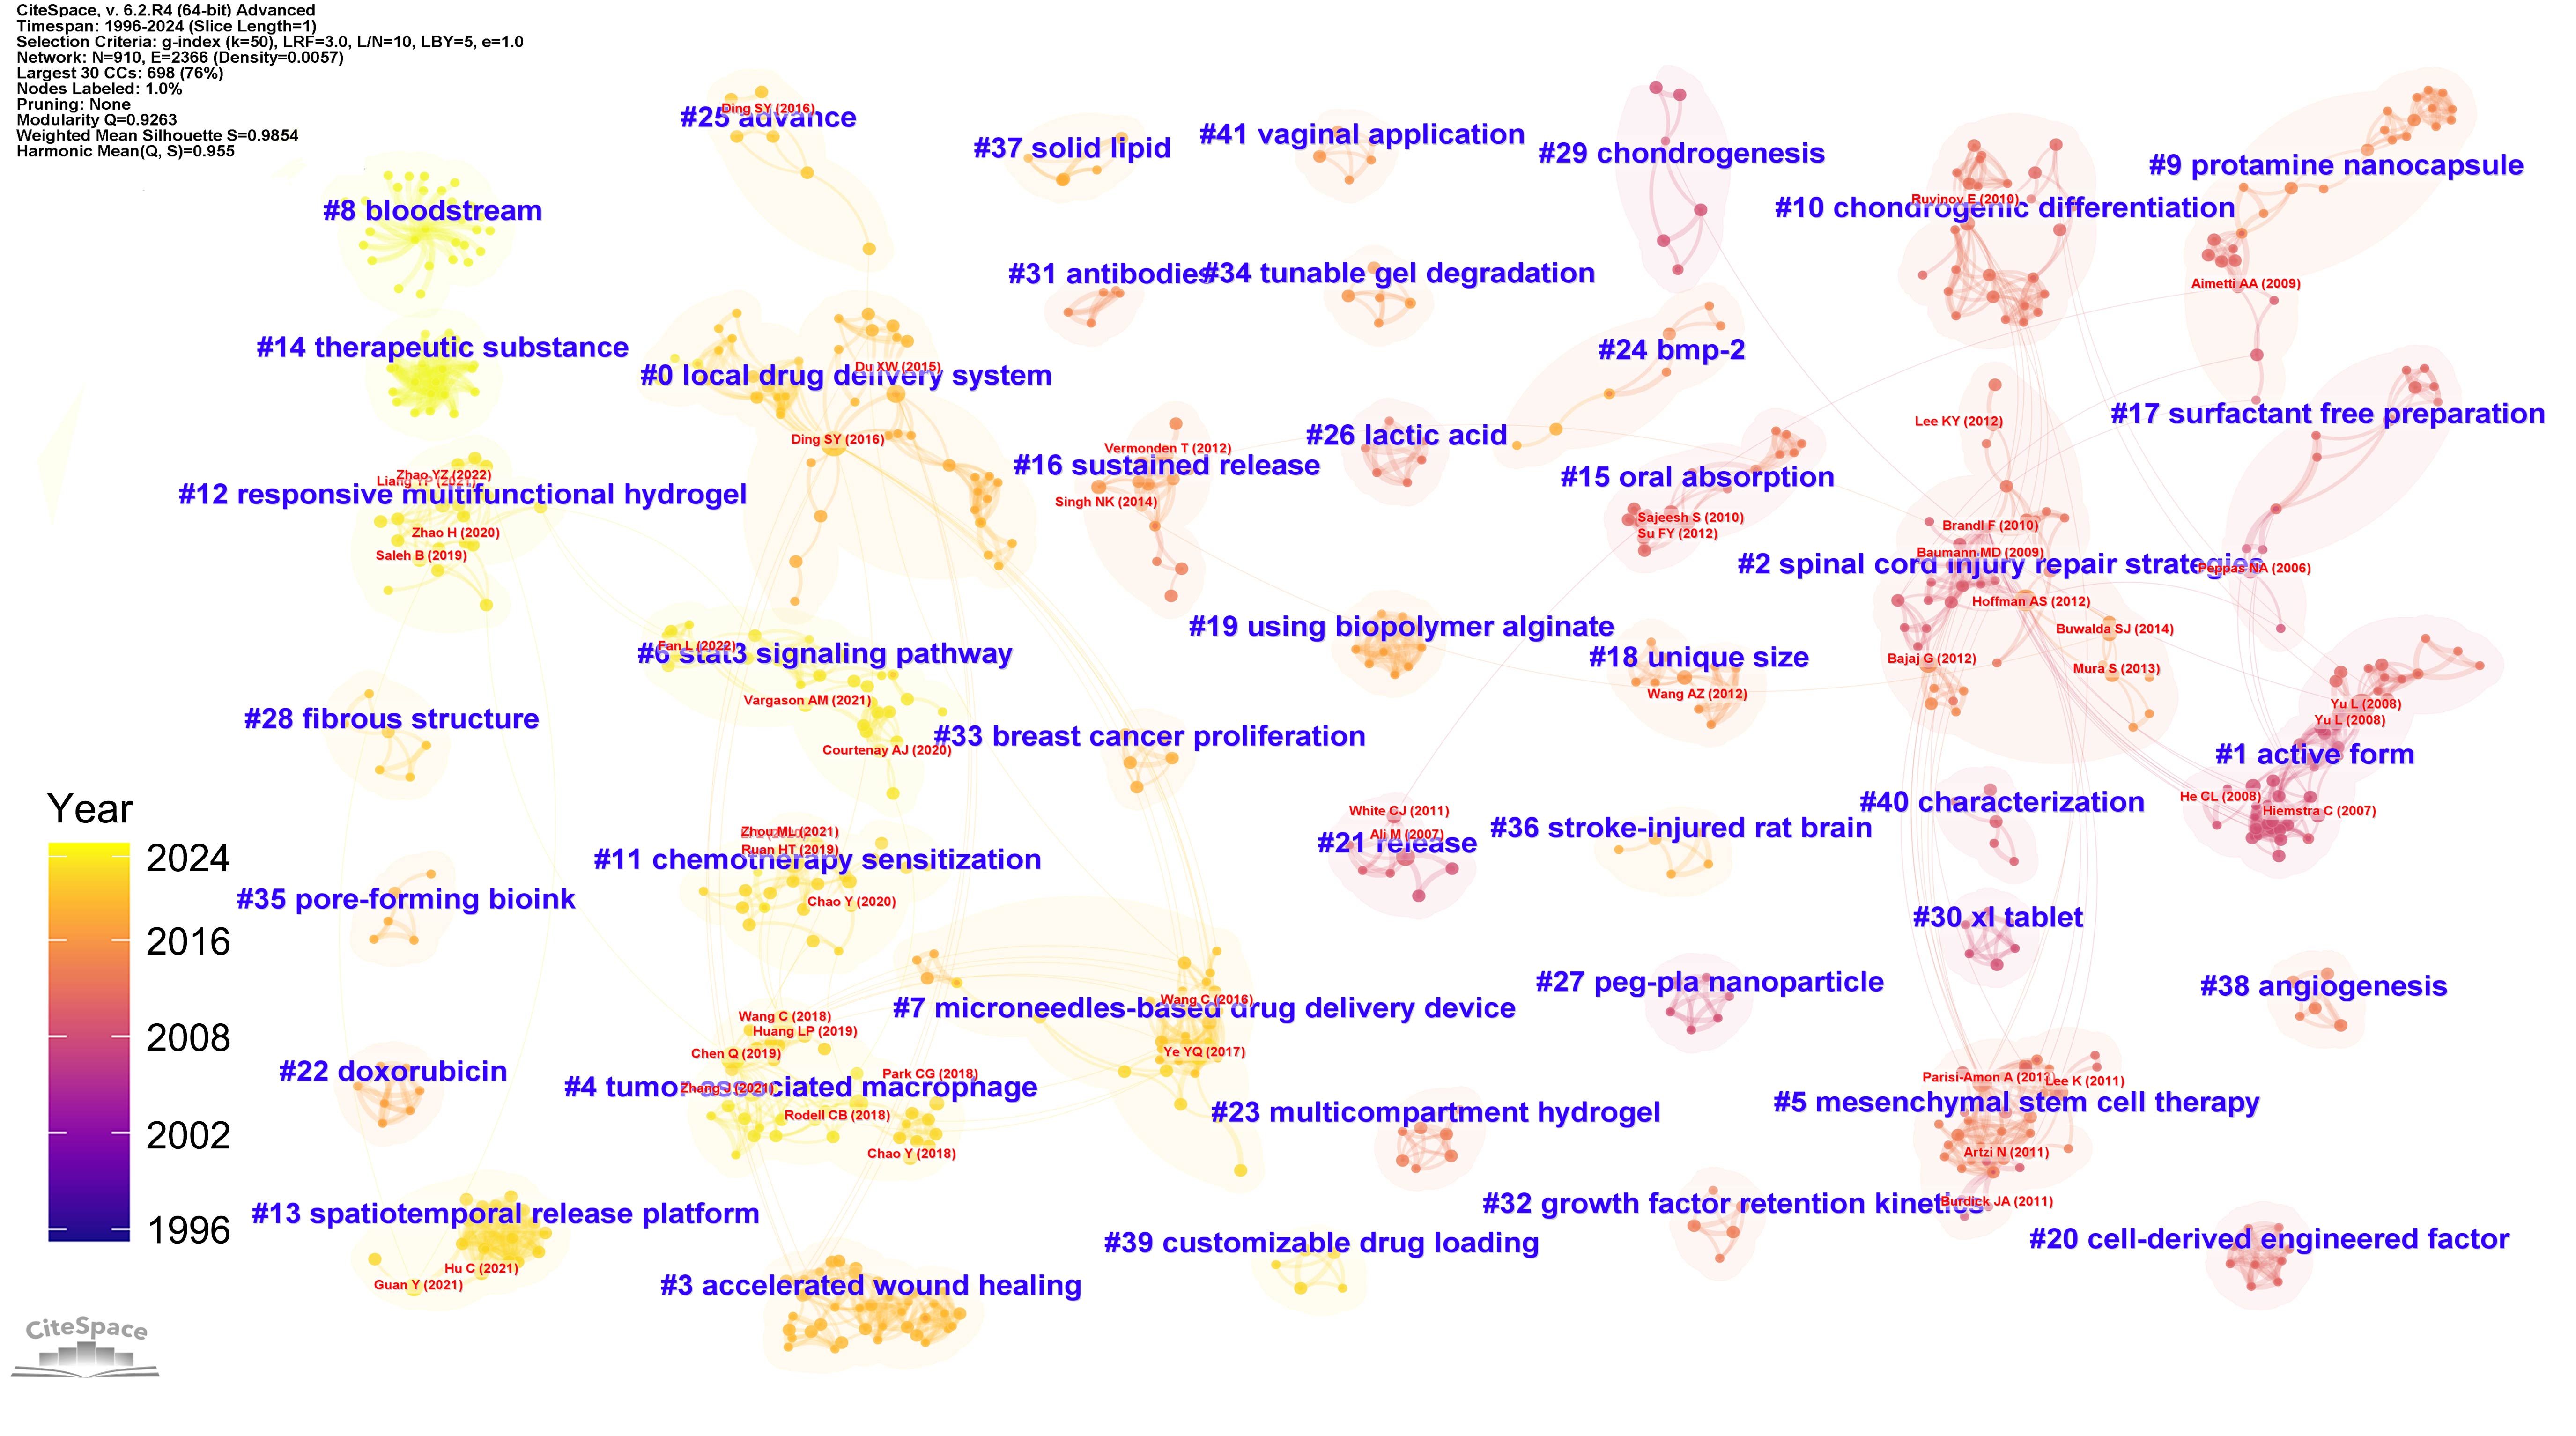 CiteSpace, v. 6.2.R4 (64-bit) Advanced
Timespan: 1996-2024 (Slice Length=1)
Selection Criteria: g-index (k=50), LRF=3.0, L/N=10, LBY=5, e=1.0
Network: N=910, E=2366 (Density=0.0057)
Largest 30 CCs: 698 (76%)
Nodes Labeled: 1.0%
Pruning: None
Modularity Q=0.9263
Weighted Mean Silhouette S=0.9854
Harmonic Mean(Q, S)=0.955
Ding SY (2016)
#25 advance
#37 solid lipid
#41 vaginal application
#29 chondrogenesis
#9 protamine nanocapsule
#8 bloodstream
Ruvinov E (2010)
#10 chondrogenic differentiation
#31 antibodies
#34 tunable gel degradation
Aimetti AA (2009)
#14 therapeutic substance
#24 bmp-2
Du XW (2015)
#0 local drug delivery system
Ding SY (2016)
#17 surfactant free preparation
Lee KY (2012)
#26 lactic acid
Vermonden T (2012)
#16 sustained release
Singh NK (2014)
#15 oral absorption
Zhao YZ (2022)
#12 responsive multifunctional hydrogel
Zhao H (2020)
Saleh B (2019)
Sajeesh S (2010)
Su FY (2012)
Brandl F (2010)
Baumann MD (2009)
#2 spinal cord injury repair strategies
Peppas NA (2006)
Hoffman AS (2012)
Buwalda SJ (2014)
Bajaj G (2012)
Mura S (2013)
#19 using biopolymer alginate
Fan L (2022)
#6 stat3 signaling pathway
#18 unique size
Wang AZ (2012)
Vargason AM (2021)
Yu L (2008)
Yu L (2008)
#28 fibrous structure
#33 breast cancer proliferation
Courtenay AJ (2020)
#1 active form
He CL (2008)
Hiemstra C (2007)
Year
2024
2016
2008
2002
1996
#40 characterization
White CJ (2011)
Ali M (2007)
#21 release
#36 stroke-injured rat brain
Zhou ML (2021)
Ruan HT (2019)
#11 chemotherapy sensitization
Chao Y (2020)
#35 pore-forming bioink
#30 xl tablet
#27 peg-pla nanoparticle
#38 angiogenesis
Wang C (2016)
#7 microneedles-based drug delivery device
Ye YQ (2017)
Wang C (2018)
Huang LP (2019)
Chen Q (2019)
#22 doxorubicin
Park CG (2018)
#4 tumor-associated macrophage
Zhang J (2021)
Rodell CB (2018)
Chao Y (2018)
Parisi-Amon A (2013)
Lee K (2011)
#5 mesenchymal stem cell therapy
Artzi N (2011)
#23 multicompartment hydrogel
#32 growth factor retention kinetics
Burdick JA (2011)
#13 spatiotemporal release platform
Hu C (2021)
Guan Y (2021)
#39 customizable drug loading
#20 cell-derived engineered factor
#3 accelerated wound healing
CiteSpace